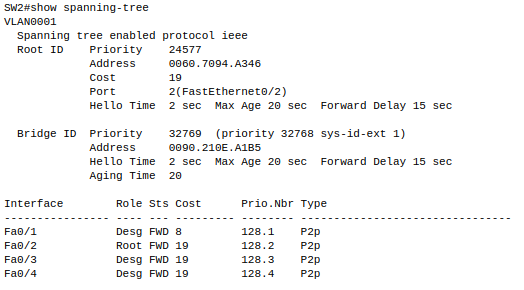 SW2#show spanning-tree
VLAN0001
  Spanning tree enabled protocol ieee
  Root ID    Priority    24577
             Address     0060.7094.A346
             Cost        19
             Port        2(FastEthernet0/2)
             Hello Time  2 sec  Max Age 20 sec  Forward Delay 15 sec

  Bridge ID  Priority    32769  (priority 32768 sys-id-ext 1)
             Address     0090.210E.A1B5
             Hello Time  2 sec  Max Age 20 sec  Forward Delay 15 sec
             Aging Time  20

Interface        Role Sts Cost      Prio.Nbr Type
---------------- ---- --- --------- -------- --------------------------------
Fa0/1            Desg FWD 8         128.1    P2p
Fa0/2            Root FWD 19        128.2    P2p
Fa0/3            Desg FWD 19        128.3    P2p
Fa0/4            Desg FWD 19        128.4    P2p